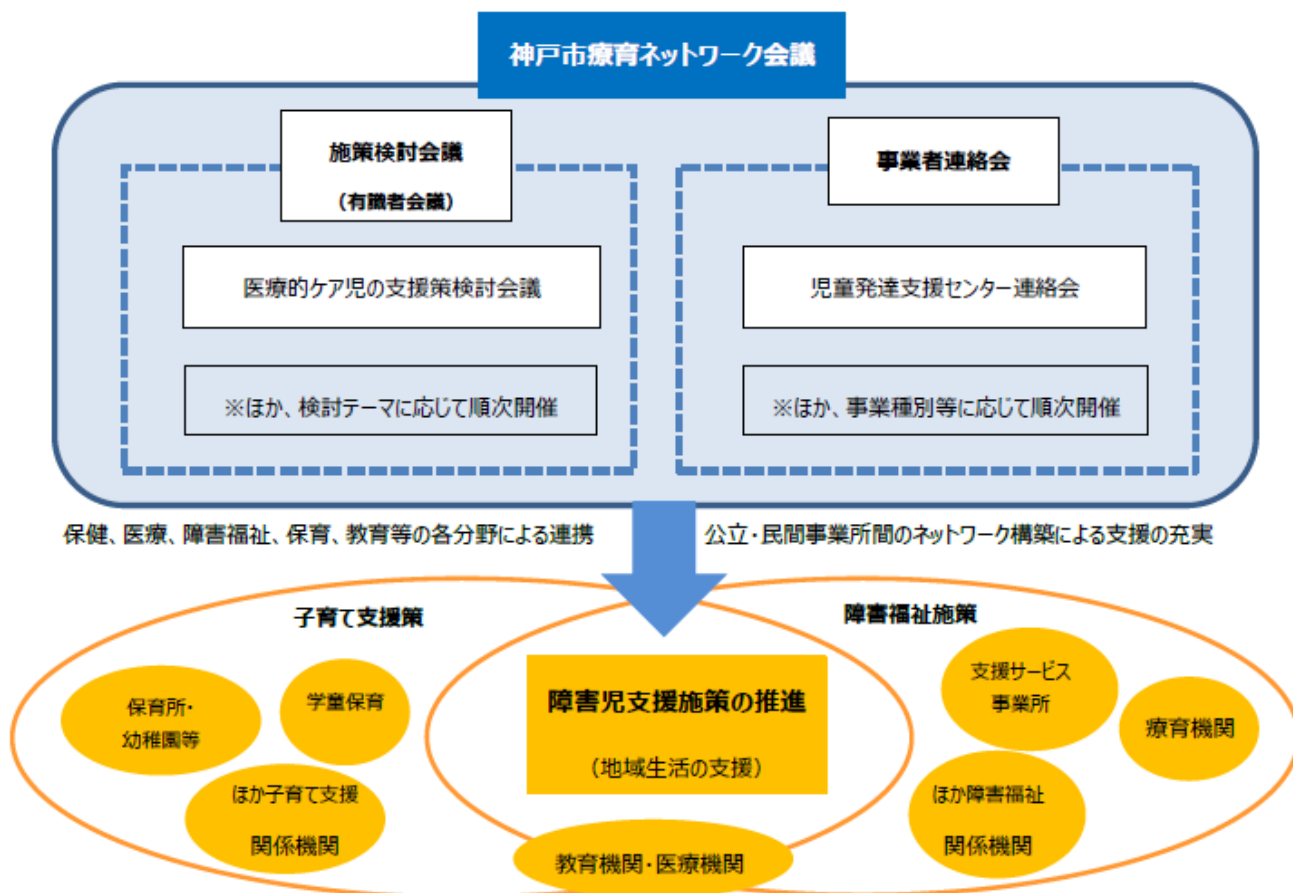 神戸市療育ネットワーク会議
施策検討会議
（有識者会議）
医療的ケア児の支援策検討会議
※ほか、検討テーマに応じて順次開催
事業者連絡会
児童発達支援センター連絡会
※ほか、事業種別等に応じて順次開催
保健、医療、障害福祉、保育、教育等の各分野による連携
公立・民間事業所間のネットワーク構築による支援の充実
子育て支援策
保育所・
幼稚園等
学童保育
ほか子育て支援
関係機関
障害児支援施策の推進
（地域生活の支援）
教育機関・医療機関
障害福祉施策
支援サービス
事業所
療育機関
ほか障害福祉
関係機関